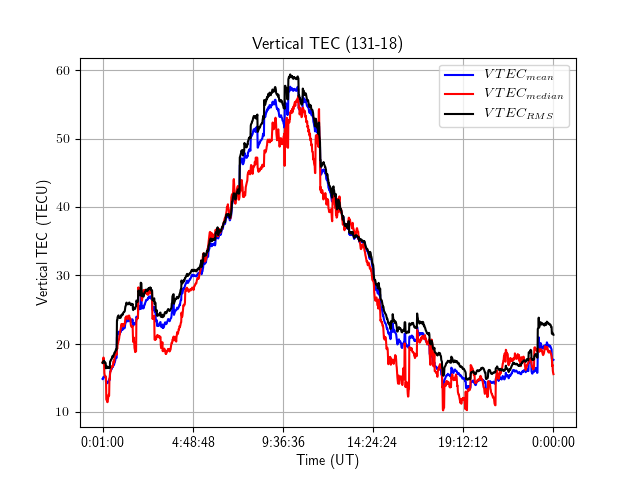 Vertical TEC (131-18)
VTEC_mean
VTEC_median
VTEC_RMS
Vertical TEC (TECU)
60
50
40
30
20
10
0:01:00 4:48:48 9:36:36 14:24:24 19:12:12 0:00:00
Time (UT)